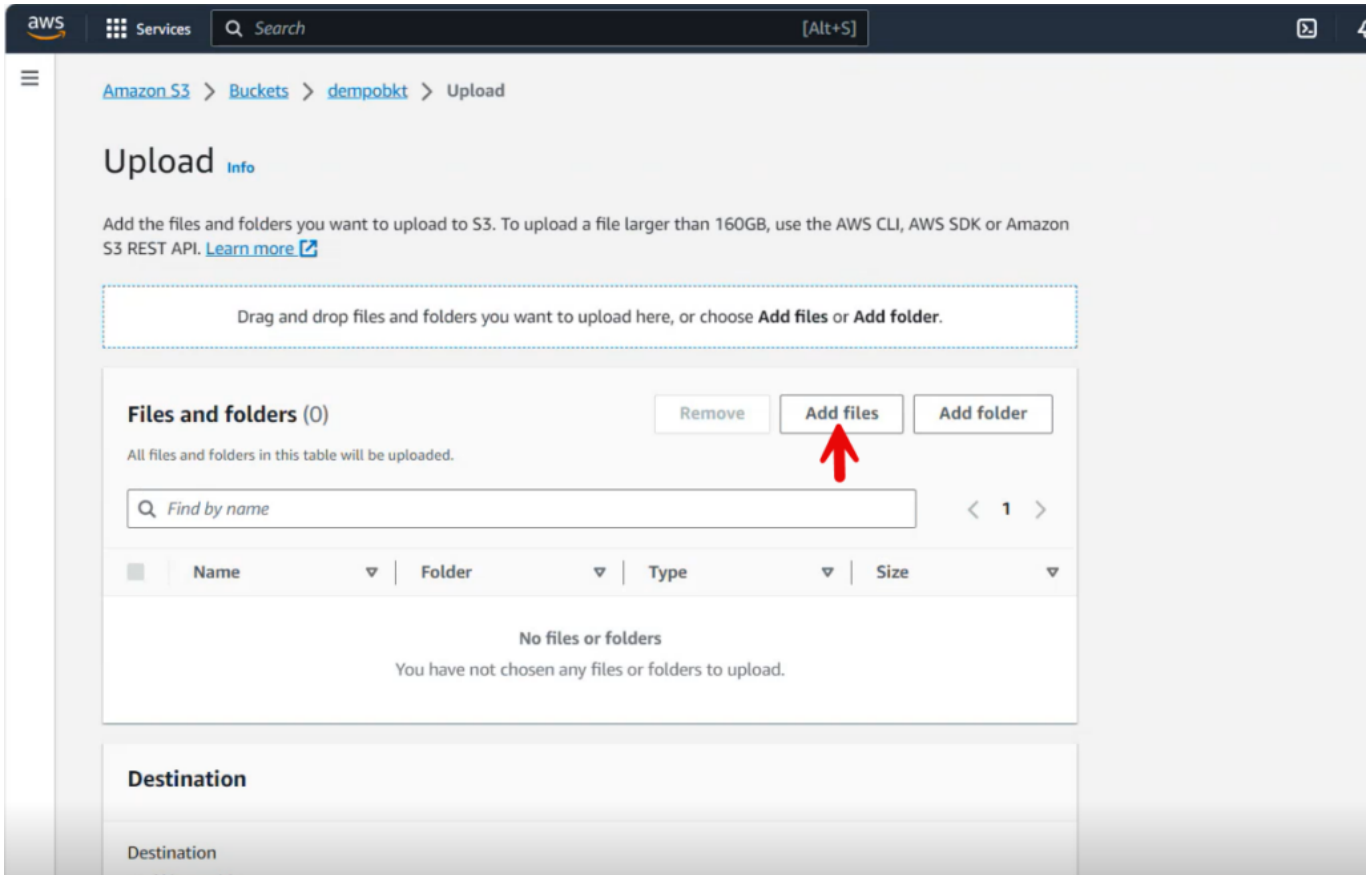 aws
Services
Search
[Alt+S]
Amazon S3 > Buckets > dempobkt > Upload
Upload Info
Add the files and folders you want to upload to S3. To upload a file larger than 160GB, use the AWS CLI, AWS SDK or Amazon
S3 REST API. Learn more
Drag and drop files and folders you want to upload here, or choose Add files or Add folder.
Files and folders (0)
Remove
Add files
Add folder
All files and folders in this table will be uploaded.
Find by name
< 1 >
Name
Folder
Type
Size
No files or folders
You have not chosen any files or folders to upload.
Destination
Destination